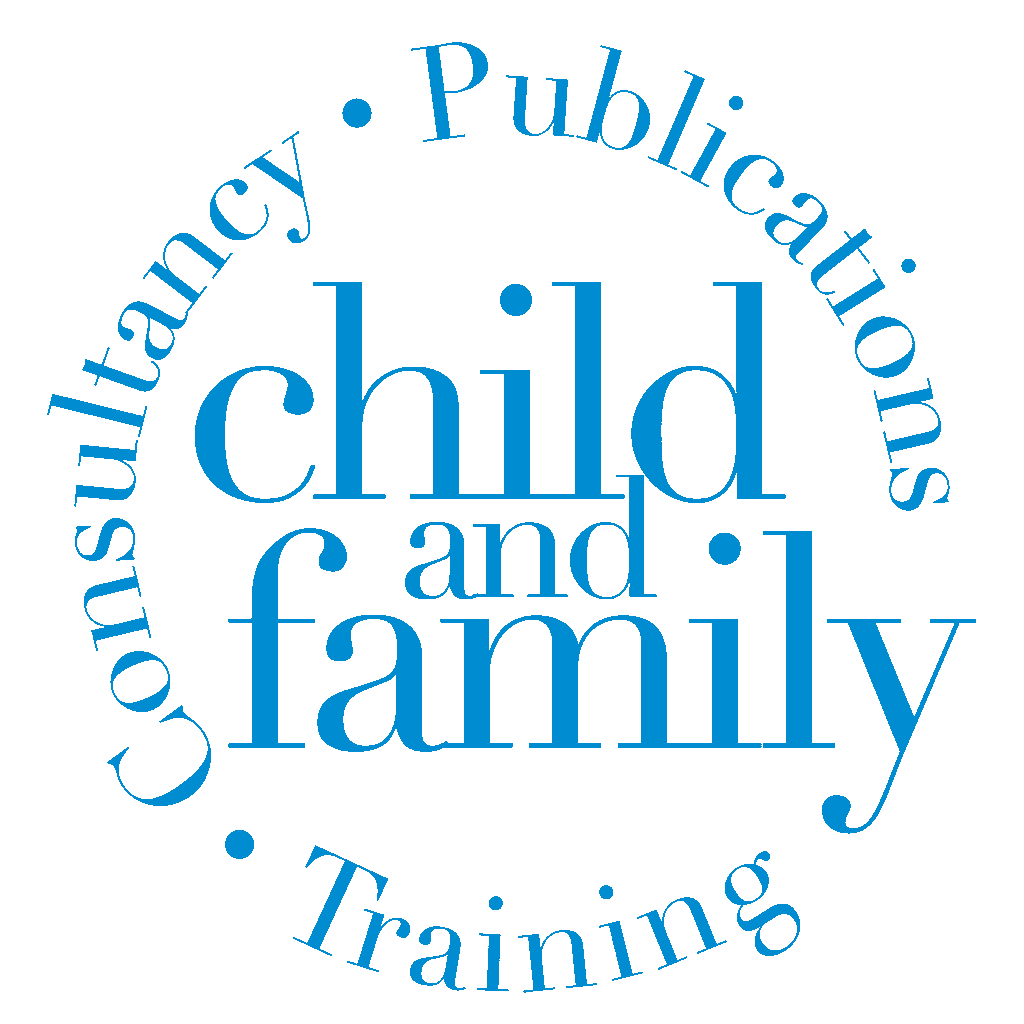 Consultancy • Publications
child
and
family
• Training